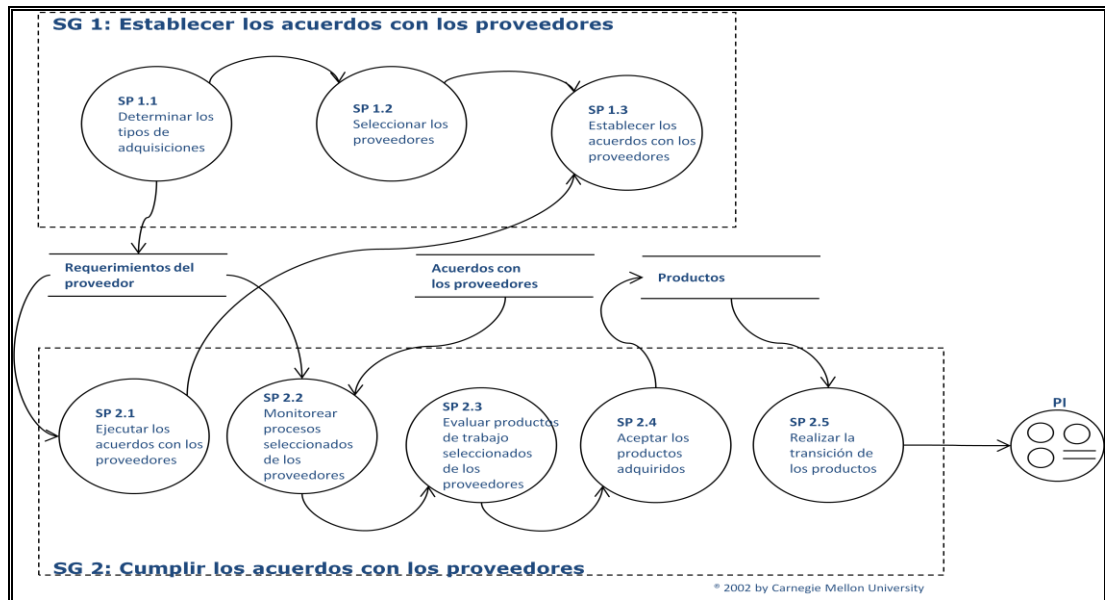 SG 1: Establecer los acuerdos con los proveedores
SP 1.1
Determinar los
tipos de
adquisiciones
SP 1.2
Seleccionar los
proveedores
SP 1.3
Establecer los
acuerdos con los
proveedores
Requerimientos del
proveedor
Acuerdos con
los proveedores
Productos
SP 2.1
Ejecutar los
acuerdos con los
proveedores
SP 2.2
Monitorear
procesos
seleccionados
de los
proveedores
SP 2.3
Evaluar productos
de trabajo
seleccionados
de los
proveedores
SP 2.4
Aceptar los
productos
adquiridos
SP 2.5
Realizar la
transición de
los productos
PI
SG 2: Cumplir los acuerdos con los proveedores
® 2002 by Carnegie Mellon University